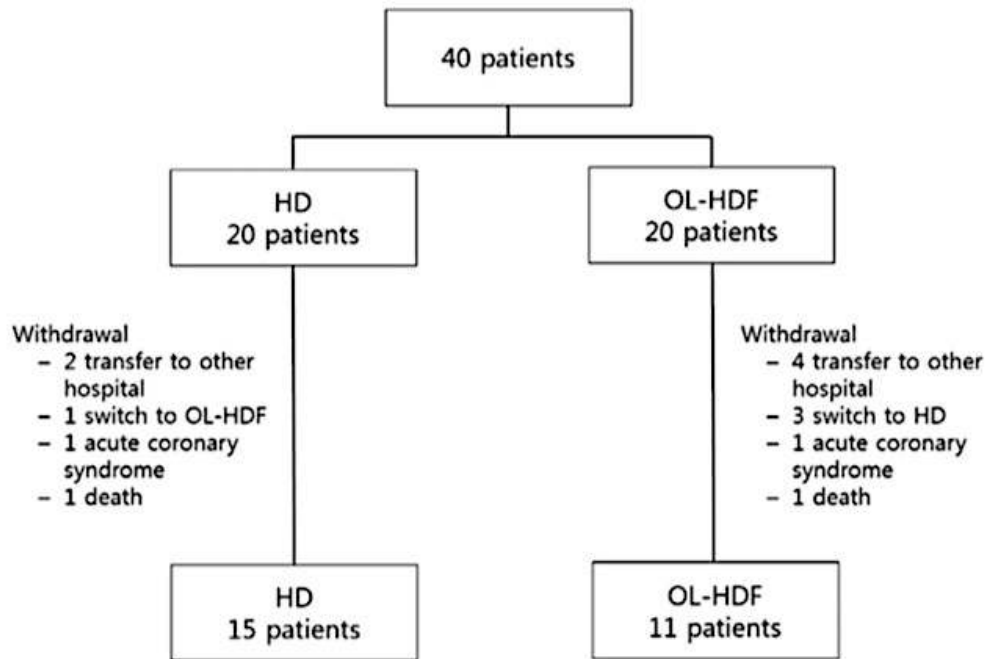 40 patients
HD
20 patients
OL-HDF
20 patients
Withdrawal
– 2 transfer to other
hospital
– 1 switch to OL-HDF
– 1 acute coronary
syndrome
– 1 death
Withdrawal
– 4 transfer to other
hospital
– 3 switch to HD
– 1 acute coronary
syndrome
– 1 death
HD
15 patients
OL-HDF
11 patients